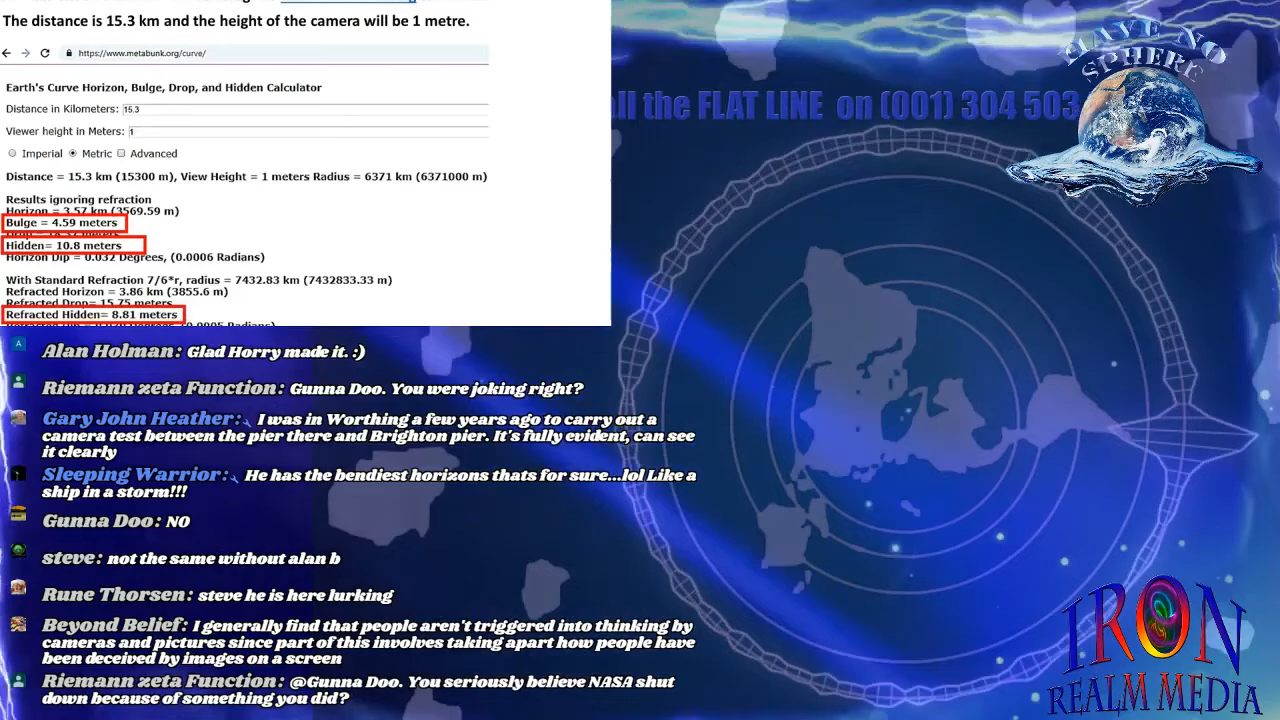 The distance is 15.3 km and the height of the camera will be 1 metre.
https://www.metabunk.org/curve/
Earth's Curve Horizon, Bulge, Drop, and Hidden Calculator
Distance in Kilometers: 15.3
Viewer height in Meters: 1
Imperial Metric Advanced
Distance = 15.3 km (15300 m), View Height = 1 meters Radius = 6371 km (6371000 m)
Results ignoring refraction
Horizon = 3.57 km (3569.59 m)
Bulge = 4.59 meters
Hidden= 10.8 meters
Horizon Dip = 0.032 Degrees, (0.0006 Radians)
With Standard Refraction 7/6*r, radius = 7432.83 km (7432833.33 m)
Refracted Horizon = 3.86 km (3855.6 m)
Refracted Drop= 15.75 meters
Refracted Hidden= 8.81 meters
all the FLAT LINE on (001) 304 503
HAVE NO
SPHERE
A
Alan Holman: Glad Horry made it. :)
Riemann zeta Function: Gunna Doo. You were joking right?
Gary John Heather: I was in Worthing a few years ago to carry out a
camera test between the pier there and Brighton pier. It's fully evident, can see
it clearly
Sleeping Warrior: He has the bendiest horizons thats for sure...lol Like a
ship in a storm!!!
Gunna Doo: NO
steve: not the same without alan b
Rune Thorsen: steve he is here lurking
Beyond Belief: I generally find that people aren't triggered into thinking by
cameras and pictures since part of this involves taking apart how people have
been deceived by images on a screen
Riemann zeta Function: @Gunna Doo. You seriously believe NASA shut
down because of something you did?
IRON
REALM MEDIA